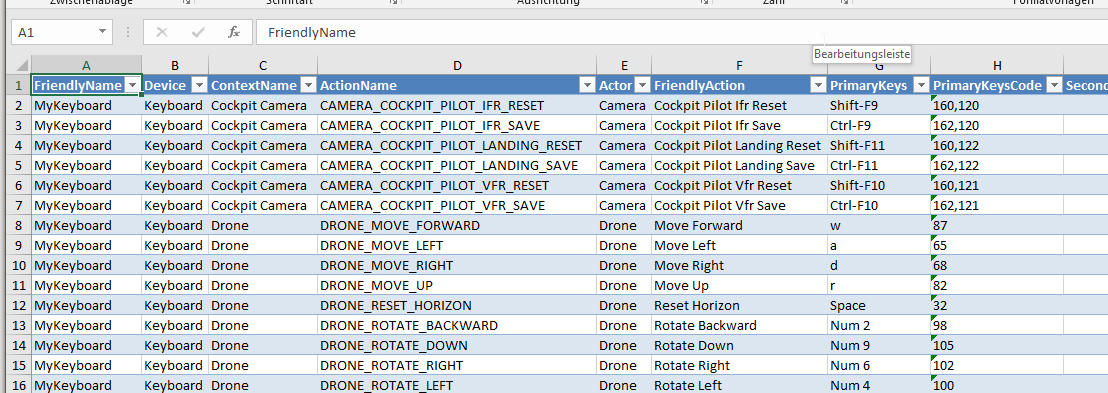 Zwischenablage Schriftart Ausrichtung Zahl Formatvorlagen
A1 fx FriendlyName
Bearbeitungsleiste
A B C D E F G H
1 FriendlyName Device ContextName ActionName Actor FriendlyAction PrimaryKeys PrimaryKeysCode Second
2 MyKeyboard Keyboard Cockpit Camera CAMERA_COCKPIT_PILOT_IFR_RESET Camera Cockpit Pilot Ifr Reset Shift-F9 160,120
3 MyKeyboard Keyboard Cockpit Camera CAMERA_COCKPIT_PILOT_IFR_SAVE Camera Cockpit Pilot Ifr Save Ctrl-F9 162,120
4 MyKeyboard Keyboard Cockpit Camera CAMERA_COCKPIT_PILOT_LANDING_RESET Camera Cockpit Pilot Landing Reset Shift-F11 160,122
5 MyKeyboard Keyboard Cockpit Camera CAMERA_COCKPIT_PILOT_LANDING_SAVE Camera Cockpit Pilot Landing Save Ctrl-F11 162,122
6 MyKeyboard Keyboard Cockpit Camera CAMERA_COCKPIT_PILOT_VFR_RESET Camera Cockpit Pilot Vfr Reset Shift-F10 160,121
7 MyKeyboard Keyboard Cockpit Camera CAMERA_COCKPIT_PILOT_VFR_SAVE Camera Cockpit Pilot Vfr Save Ctrl-F10 162,121
8 MyKeyboard Keyboard Drone DRONE_MOVE_FORWARD Drone Move Forward w 87
9 MyKeyboard Keyboard Drone DRONE_MOVE_LEFT Drone Move Left a 65
10 MyKeyboard Keyboard Drone DRONE_MOVE_RIGHT Drone Move Right d 68
11 MyKeyboard Keyboard Drone DRONE_MOVE_UP Drone Move Up r 82
12 MyKeyboard Keyboard Drone DRONE_RESET_HORIZON Drone Reset Horizon Space 32
13 MyKeyboard Keyboard Drone DRONE_ROTATE_BACKWARD Drone Rotate Backward Num 2 98
14 MyKeyboard Keyboard Drone DRONE_ROTATE_DOWN Drone Rotate Down Num 9 105
15 MyKeyboard Keyboard Drone DRONE_ROTATE_RIGHT Drone Rotate Right Num 6 102
16 MyKeyboard Keyboard Drone DRONE_ROTATE_LEFT Drone Rotate Left Num 4 100